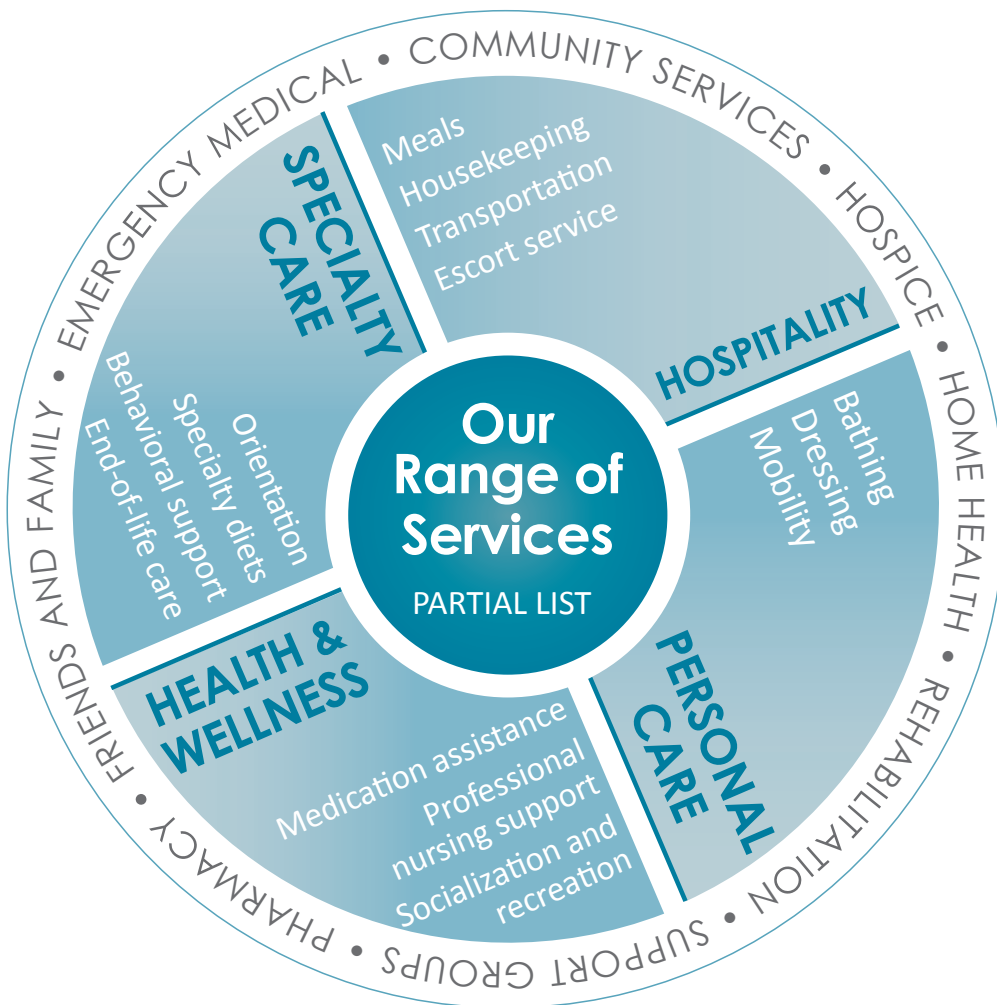 Our
Range of
Services
PARTIAL LIST
HOSPITALITY
Meals
Housekeeping
Transportation
Escort service
PERSONAL
CARE
Bathing
Dressing
Mobility
HEALTH &
WELLNESS
Medication assistance
Professional
nursing support
Socialization and
recreation
SPECIALTY
CARE
Orientation
Specialty diets
Behavioral support
End-of-life care
EMERGENCY MEDICAL • COMMUNITY SERVICES • HOSPICE • HOME HEALTH • REHABILITATION • SUPPORT GROUPS • PHARMACY • FRIENDS AND FAMILY •